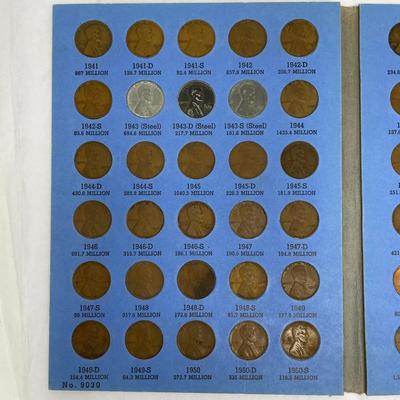 1941 1941-D 1941-S 1942 1942-D
887 MILLION 128.7 MILLION 92.4 MILLION 657.8 MILLION 206.7 MILLION
1942-S 1943 (Steel) 1943-D (Steel) 1943-S (Steel) 1944
85.6 MILLION 684.6 MILLION 217.7 MILLION 191.6 MILLION 1435.4 MILLION
1944-D 1944-S 1945 1945-D 1945-S
430.6 MILLION 282.8 MILLION 1040.5 MILLION 226.3 MILLION 181.8 MILLION
1946 1946-D 1946-S 1947 1947-D
991.7 MILLION 315.7 MILLION 198.1 MILLION 190.6 MILLION 194.8 MILLION
1947-S 1948 1948-D 1948-S 1949
99 MILLION 317.6 MILLION 172.6 MILLION 81.7 MILLION 217.8 MILLION
1949-D 1949-S 1950 1950-D 1950-S
154.4 MILLION 64.3 MILLION 272.7 MILLION 335 MILLION 118.5 MILLION
No. 9030